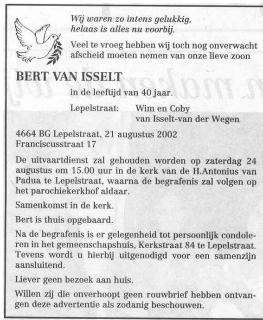 Wij waren zo intens gelukkig,
helaas is alles nu voorbij.
Veel te vroeg hebben wij toch nog onverwacht
afscheid moeten nemen van onze lieve zoon
BERT VAN ISSELT
in de leeftijd van 40 jaar.
Lepelstraat: Wim en Coby
van Isselt-van der Wegen
4664 BG Lepelstraat, 21 augustus 2002
Franciscusstraat 17
De uitvaartdienst zal gehouden worden op zaterdag 24
augustus om 15.00 uur in de kerk van de H.Antonius van
Padua te Lepelstraat, waarna de begrafenis zal volgen op
het parochiekerkhof aldaar.
Samenkomst in de kerk.
Bert is thuis opgebaard.
Na de begrafenis is er gelegenheid tot persoonlijk condole-
ren in het gemeenschapshuis, Kerkstraat 84 te Lepelstraat.
Tevens wordt u hierbij uitgenodigd voor een samenzijn
aansluitend.
Liever geen bezoek aan huis.
Willen zij die onverhoopt geen rouwbrief hebben ontvan-
gen deze advertentie als zodanig beschouwen.